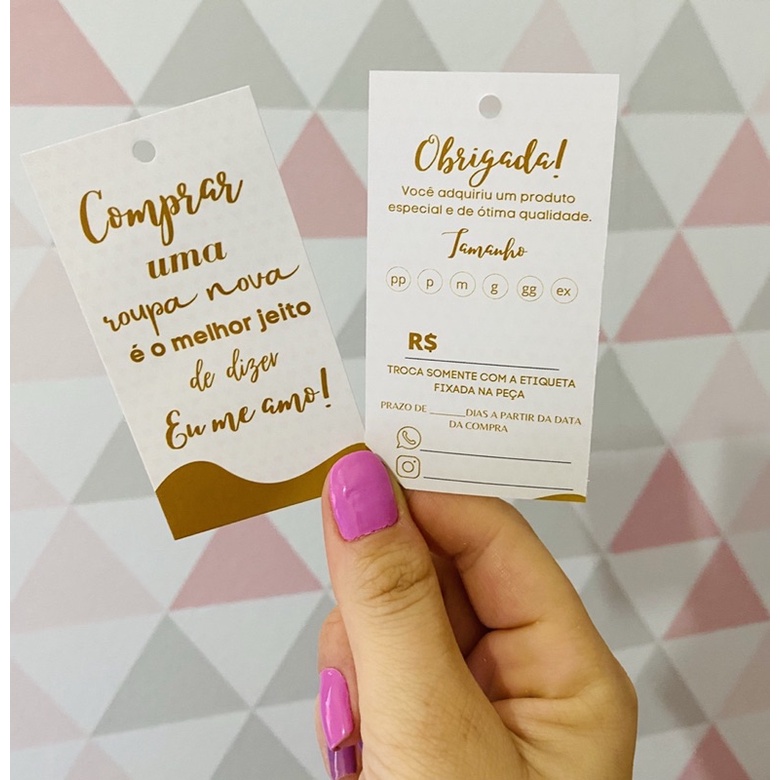 Comprar
uma
roupa nova
é o melhor jeito
de dizer
Eu me amo!
Obrigada!
Você adquiriu um produto
especial e de ótima qualidade.
Tamanho
pp p m g gg ex
R$
TROCA SOMENTE COM A ETIQUETA
FIXADA NA PEÇA
PRAZO DE ______DIAS A PARTIR DA DATA
DA COMPRA